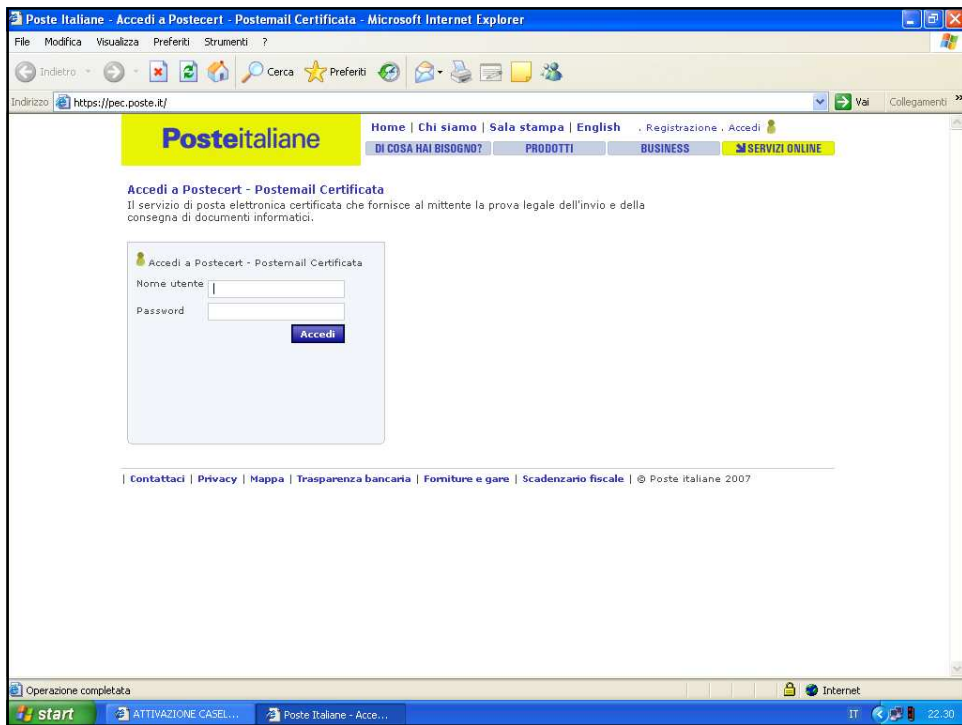 Poste Italiane - Accedi a Postecert - Postemail Certificata - Microsoft Internet Explorer
File Modifica Visualizza Preferiti Strumenti ?
Indietro Cerca Preferiti
Indirizzo https://pec.poste.it/ Vai Collegamenti »
Posteitaliane
Home | Chi siamo | Sala stampa | English . Registrazione . Accedi
DI COSA HAI BISOGNO? PRODOTTI BUSINESS SERVIZI ONLINE
Accedi a Postecert - Postemail Certificata
Il servizio di posta elettronica certificata che fornisce al mittente la prova legale dell'invio e della
consegna di documenti informatici.
Accedi a Postecert - Postemail Certificata
Nome utente
Password
Accedi
| Contattaci | Privacy | Mappa | Trasparenza bancaria | Forniture e gare | Scadenzario fiscale | © Poste italiane 2007
Operazione completata Internet
start ATTIVAZIONE CASEL... Poste Italiane - Acce... IT 22.30